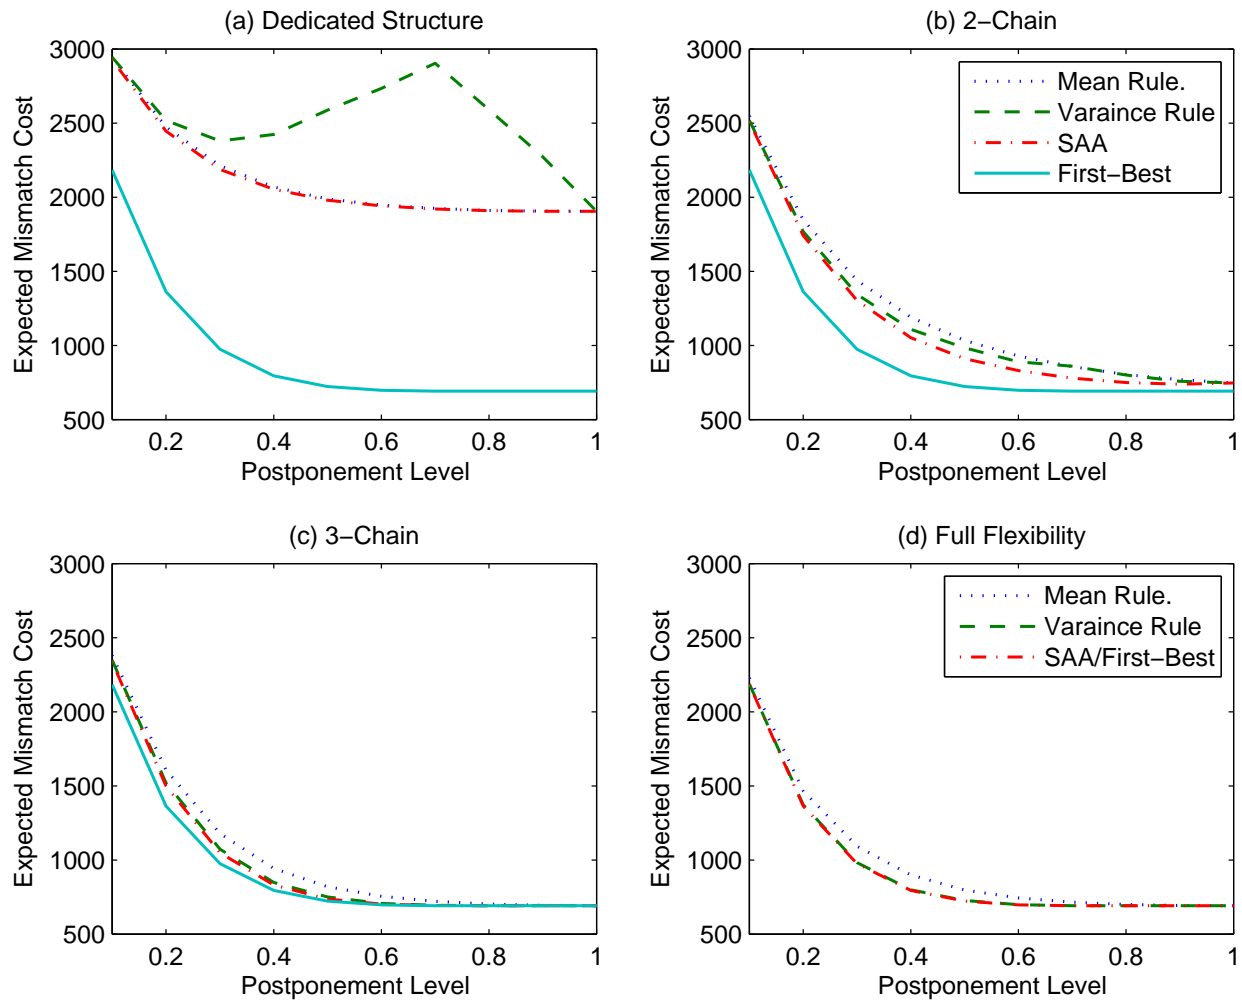 (a) Dedicated Structure
3000
2500
2000
1500
1000
500
Expected Mismatch Cost
0.2 0.4 0.6 0.8 1
Postponement Level
(b) 2−Chain
3000
2500
2000
1500
1000
500
Expected Mismatch Cost
Mean Rule.
Varaince Rule
SAA
First−Best
0.2 0.4 0.6 0.8 1
Postponement Level
(c) 3−Chain
3000
2500
2000
1500
1000
500
Expected Mismatch Cost
0.2 0.4 0.6 0.8 1
Postponement Level
(d) Full Flexibility
3000
2500
2000
1500
1000
500
Expected Mismatch Cost
Mean Rule.
Varaince Rule
SAA/First−Best
0.2 0.4 0.6 0.8 1
Postponement Level